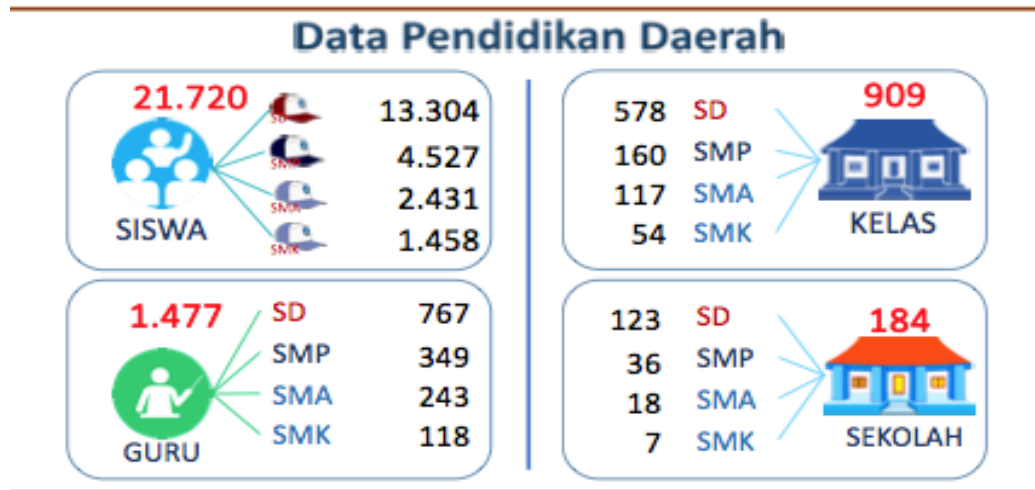 Data Pendidikan Daerah
21.720
SD 13.304
SMP 4.527
SMA 2.431
SMK 1.458
SISWA
909
578 SD
160 SMP
117 SMA
54 SMK
KELAS
1.477
SD 767
SMP 349
SMA 243
SMK 118
GURU
184
123 SD
36 SMP
18 SMA
7 SMK
SEKOLAH